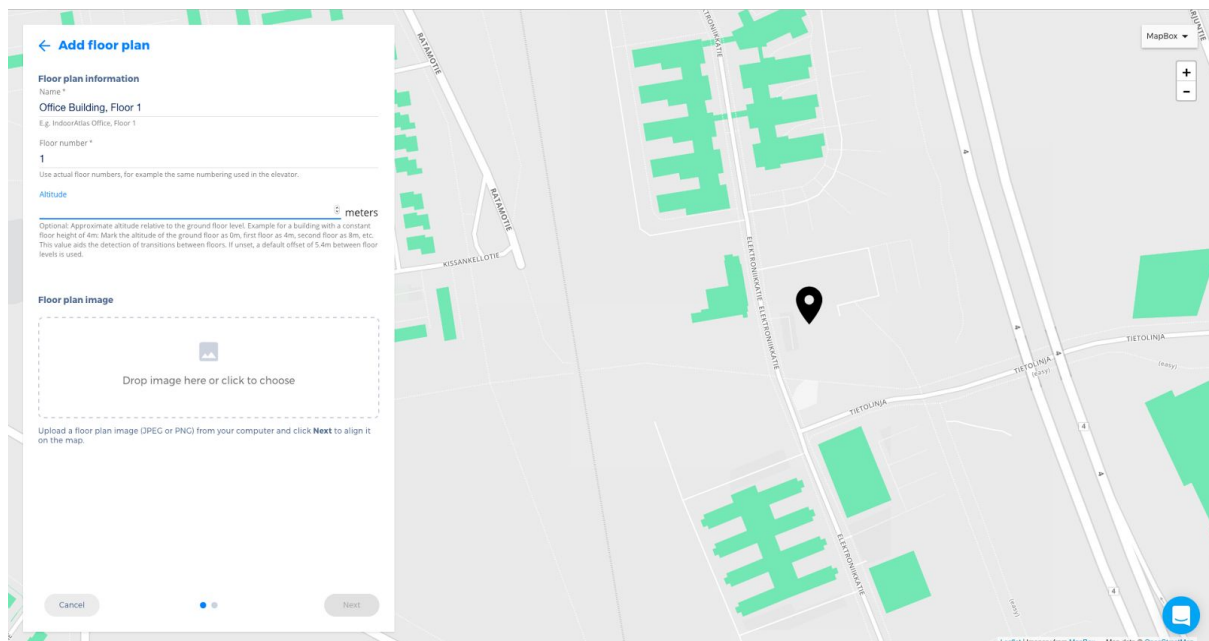 ← Add floor plan
Floor plan information
Name *
Office Building, Floor 1
E.g. IndoorAtlas Office, Floor 1
Floor number *
1
Use actual floor numbers, for example the same numbering used in the elevator.
Altitude
meters
Optional: Approximate altitude relative to the ground floor level. Example for a building with a constant
floor height of 4m: Mark the altitude of the ground floor as 0m, first floor as 4m, second floor as 8m, etc.
This value aids the detection of transitions between floors. If unset, a default offset of 5.4m between floor
levels is used.
Floor plan image
Drop image here or click to choose
Upload a floor plan image (JPEG or PNG) from your computer and click Next to align it
on the map.
Cancel
Next
MapBox
+
-
RATAMOTIE
RATAMOTIE
KISSANKELLOTIE
ELEKTRONIIKKATIE
ELEKTRONIIKKATIE
ELEKTRONIIKKATIE
ELEKTRONIIKKATIE
TIETOLINJA
TIETOLINJA
TIETOLINJA
(easy)
(easy)
(easy)
4
4
4
4
4
4
4